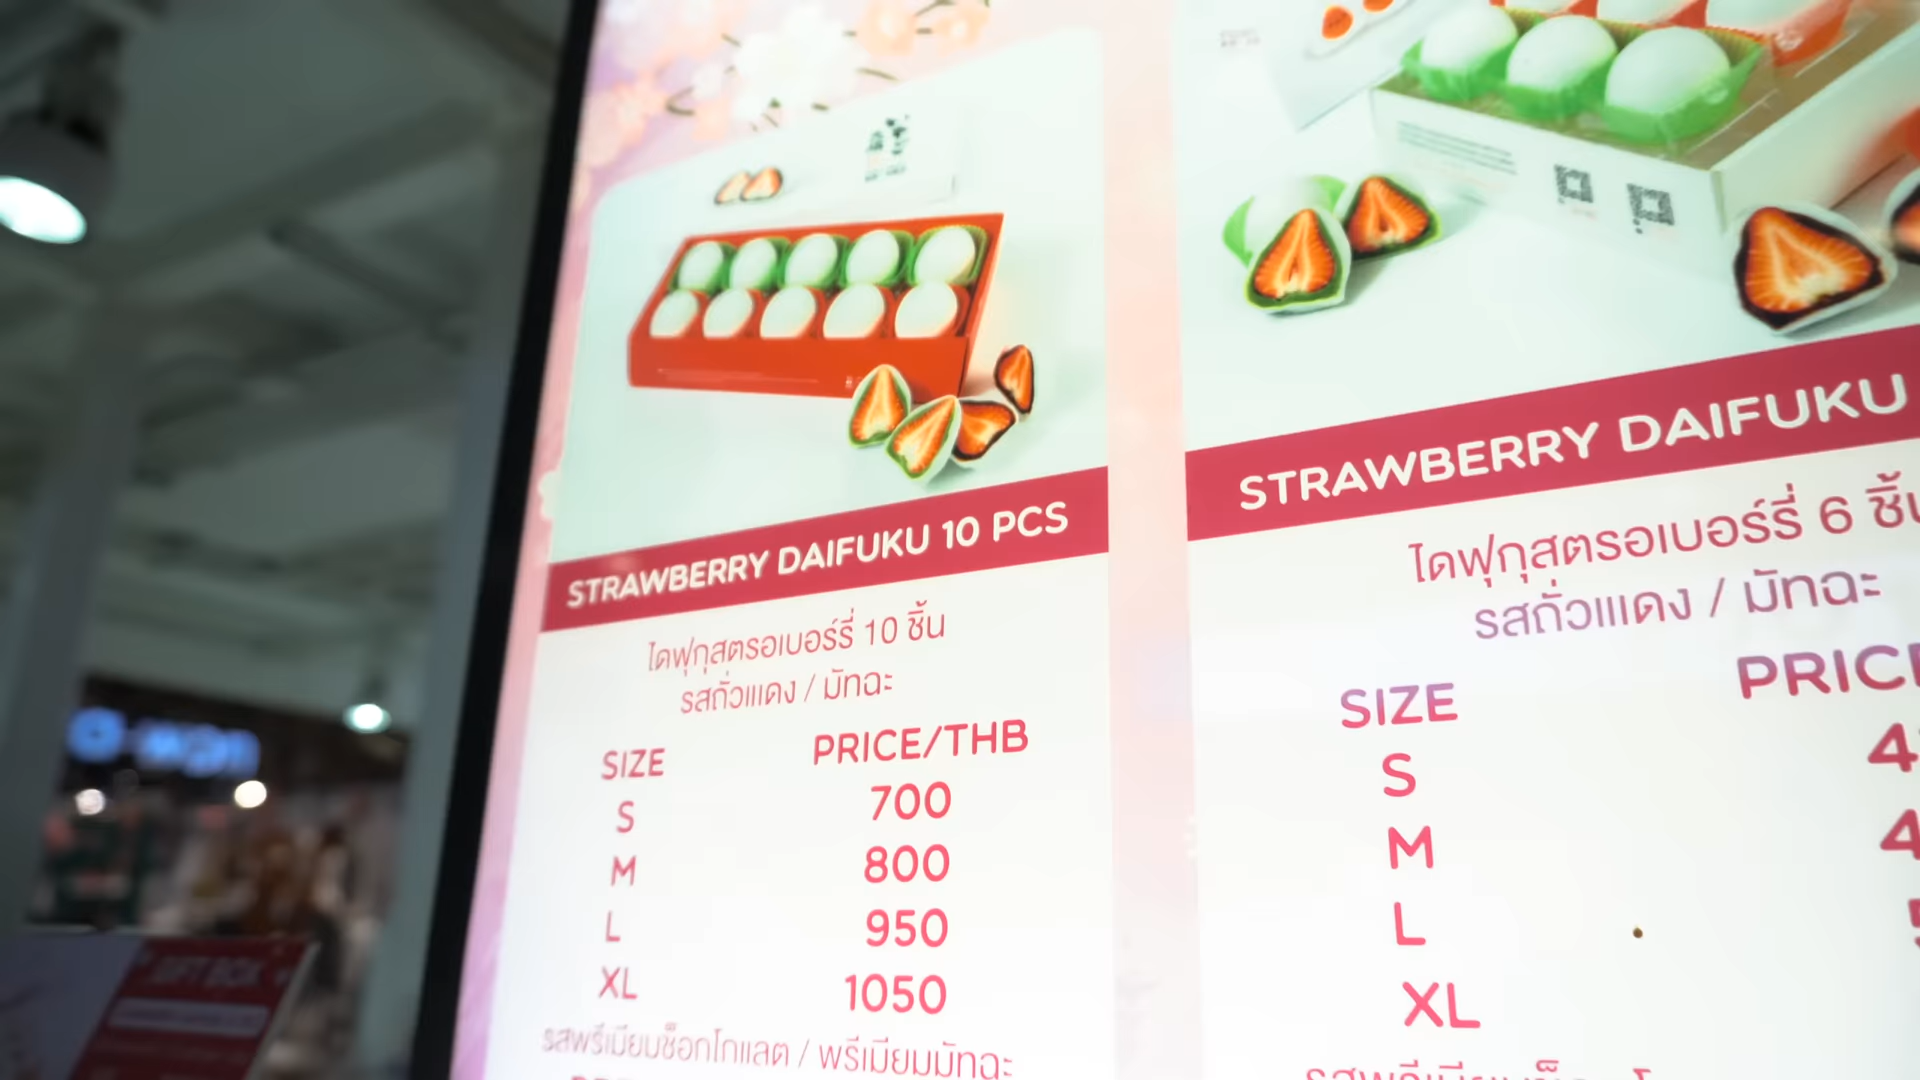 STRAWBERRY DAIFUKU 10 PCS
ไดฟุกุสตรอเบอร์รี่ 10 ชิ้น
รสถั่วแดง / มัทฉะ
SIZE PRICE/THB
S 700
M 800
L 950
XL 1050
รสพรีเมียมช็อกโกแลต / พรีเมียมมัทฉะ
STRAWBERRY DAIFUKU
ไดฟุกุสตรอเบอร์รี่ 6
รสถั่วแดง / มัทฉะ
SIZE
S
M
L
XL
GIFT BOX